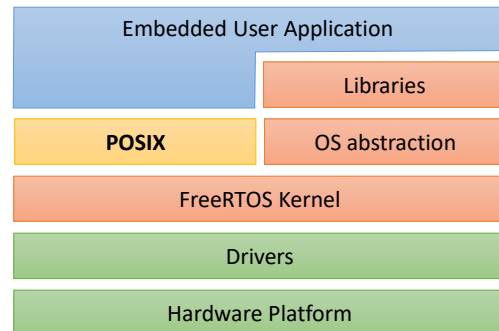 Embedded User Application
Libraries
POSIX
OS abstraction
FreeRTOS Kernel
Drivers
Hardware Platform